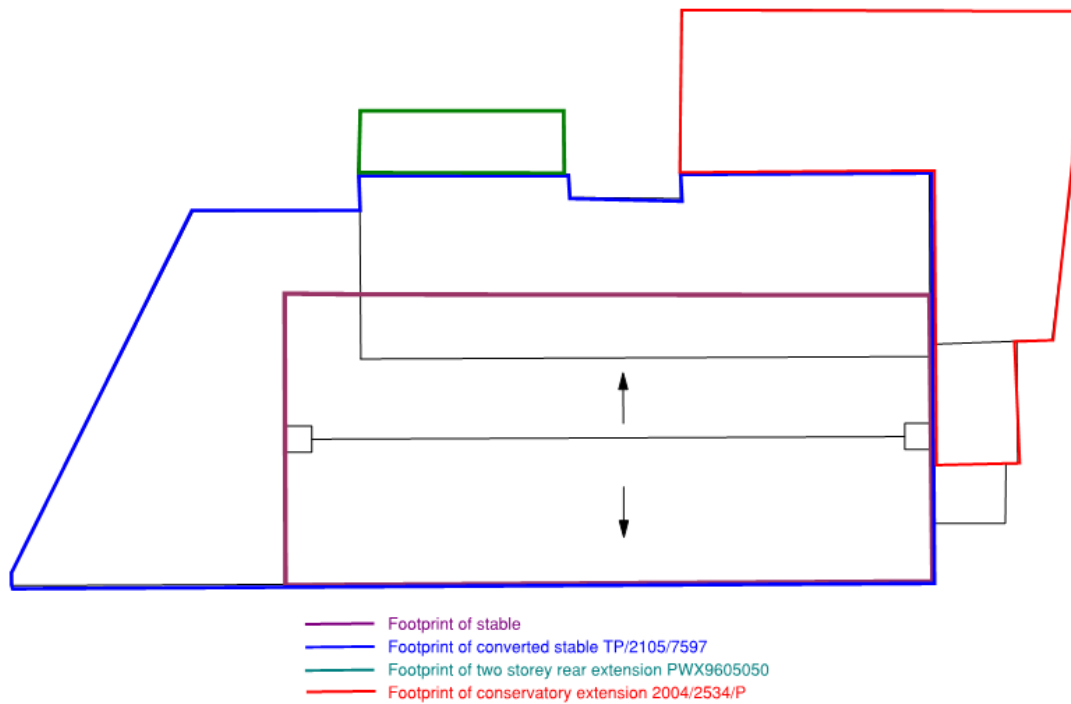 Footprint of stable
Footprint of converted stable TP/2105/7597
Footprint of two storey rear extension PWX9605050
Footprint of conservatory extension 2004/2534/P